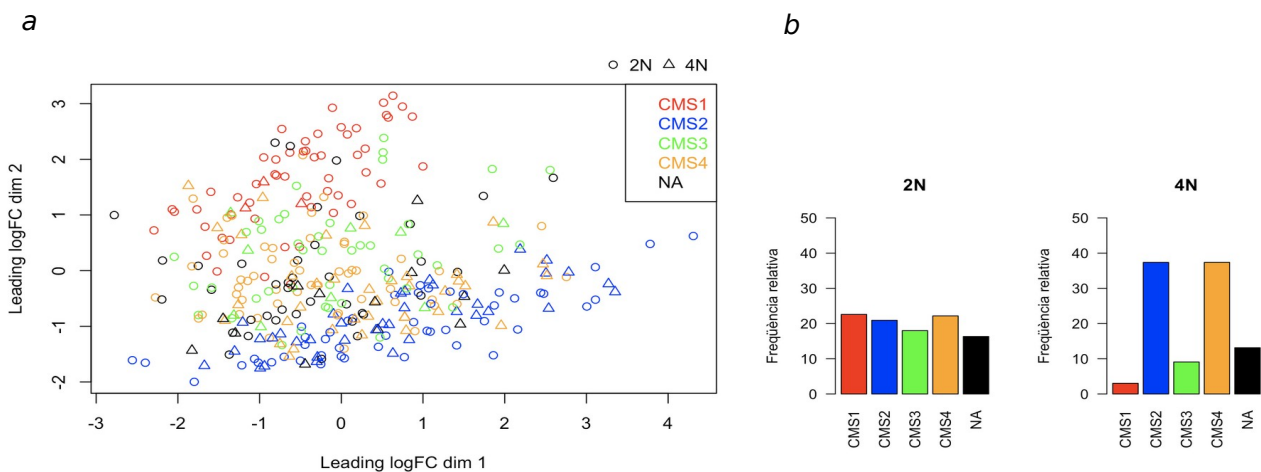 a
b
2N 4N
CMS1
CMS2
CMS3
CMS4
NA
Leading logFC dim 2
3
2
1
0
-1
-2
-3 -2 -1 0 1 2 3 4
Leading logFC dim 1
2N
Freqüència relativa
50
40
30
20
10
0
CMS1 CMS2 CMS3 CMS4 NA
4N
Freqüència relativa
50
40
30
20
10
0
CMS1 CMS2 CMS3 CMS4 NA